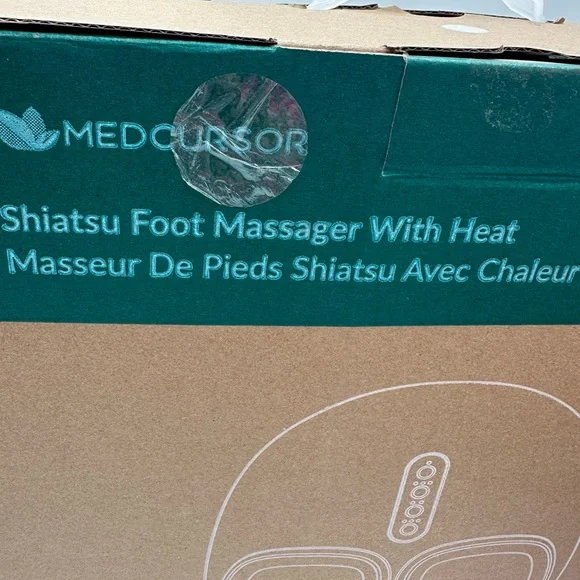 MEDCURSOR
Shiatsu Foot Massager With Heat
Masseur De Pieds Shiatsu Avec Chaleur